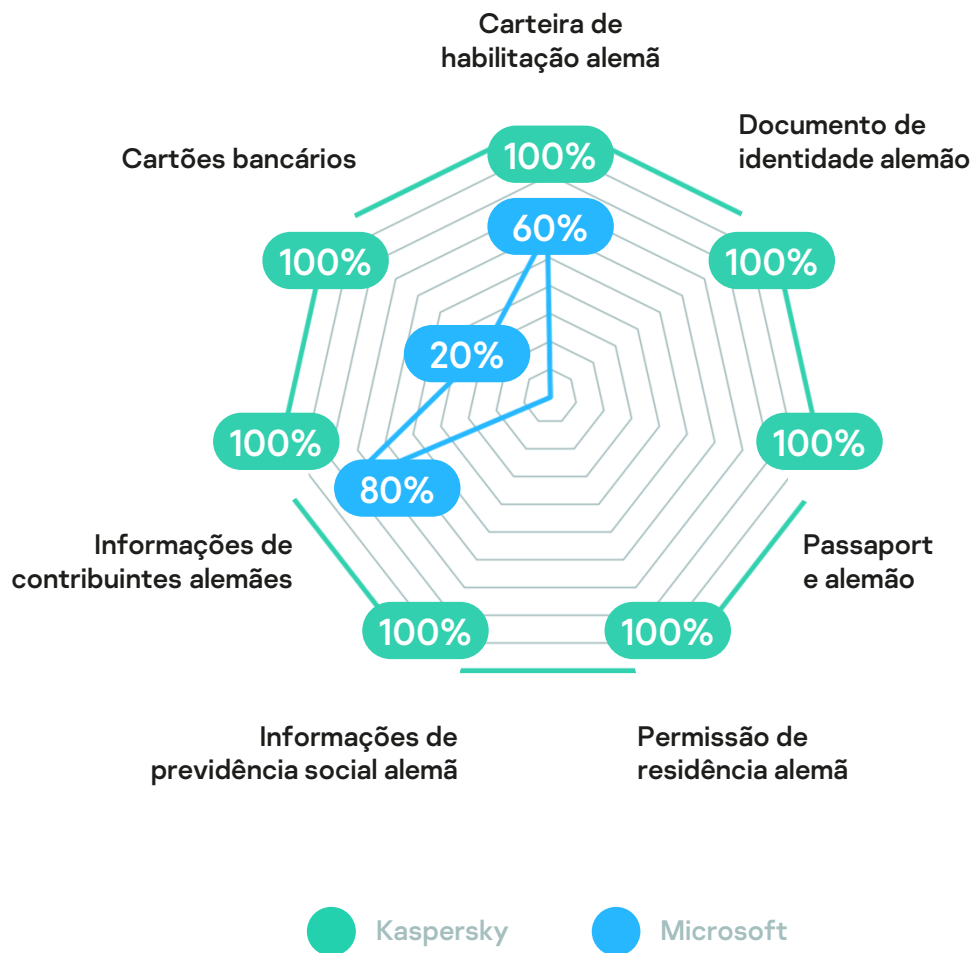 Carteira de
habilitação alemã
Documento de
identidade alemão
Cartões bancários
100%
60%
100%
100%
20%
100%
100%
80%
Informações de
contribuintes alemães
Passaport
e alemão
100%
100%
Informações de
previdência social alemã
Permissão de
residência alemã
Kaspersky
Microsoft